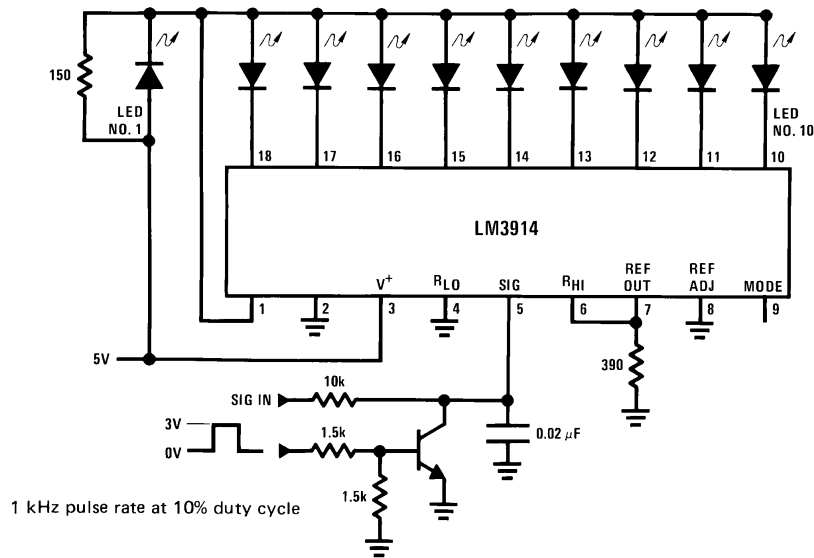 150
LED
NO. 1
LED
NO. 10
18 17 16 15 14 13 12 11 10
LM3914
V+ RLO SIG RHI REF OUT REF ADJ MODE
1 2 3 4 5 6 7 8 9
5V
390
SIG IN
10k
3V
0V
1.5k
0.02 μF
1.5k
1 kHz pulse rate at 10% duty cycle